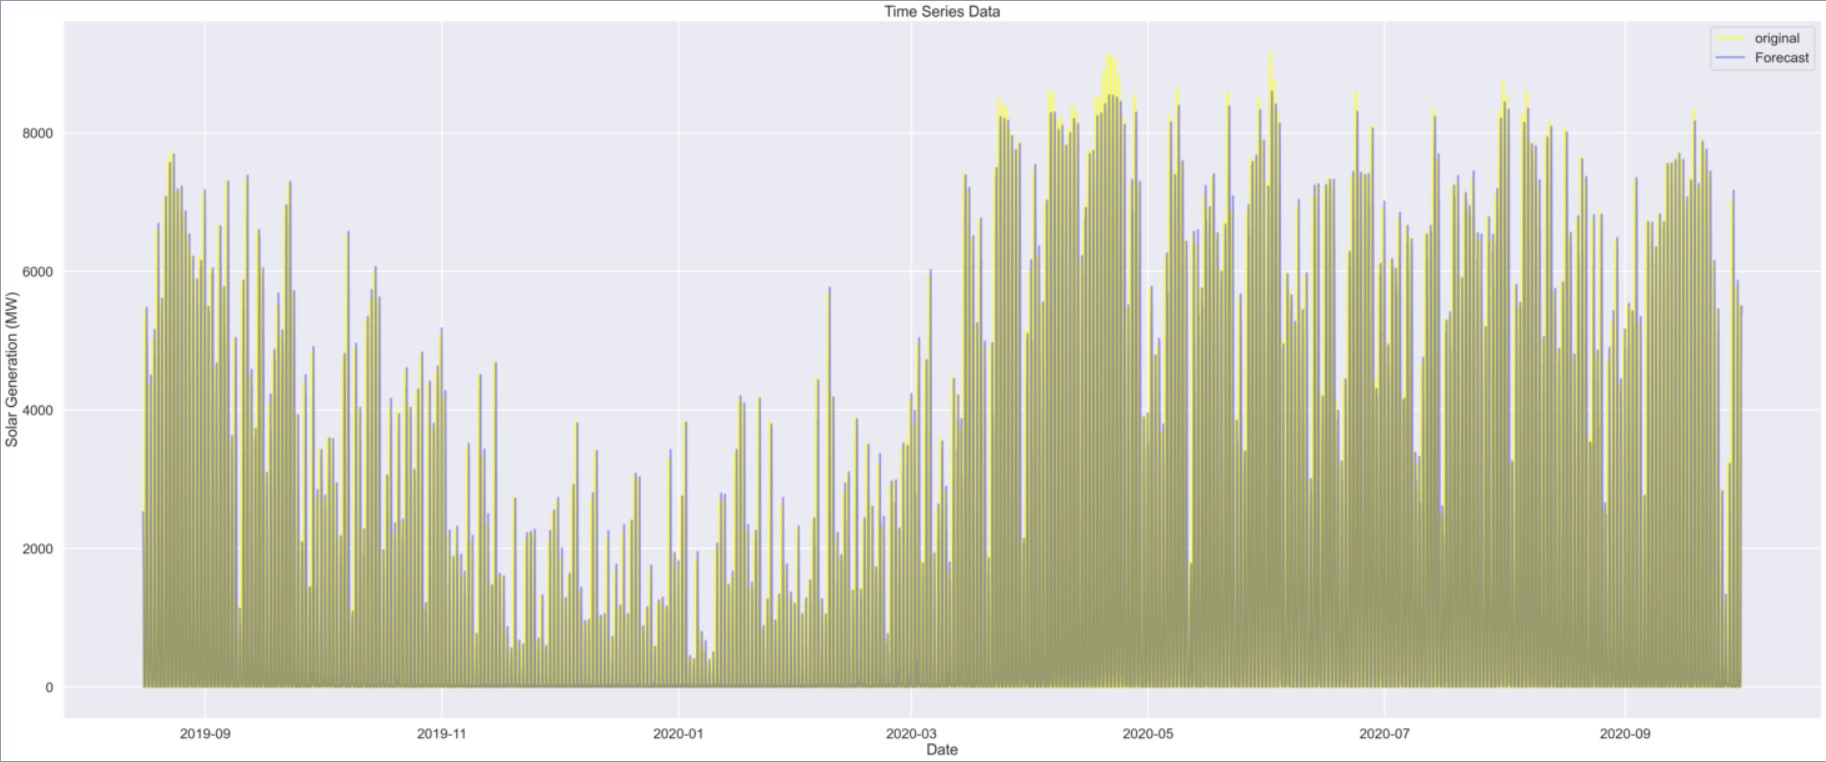 Time Series Data
original
Forecast
Solar Generation (MW)
8000
6000
4000
2000
0
2019-09
2019-11
2020-01
2020-03
2020-05
2020-07
2020-09
Date